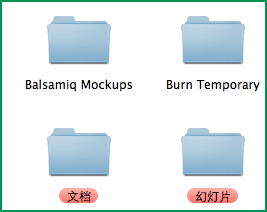 Balsamiq Mockups
Burn Temporary
文档
幻灯片